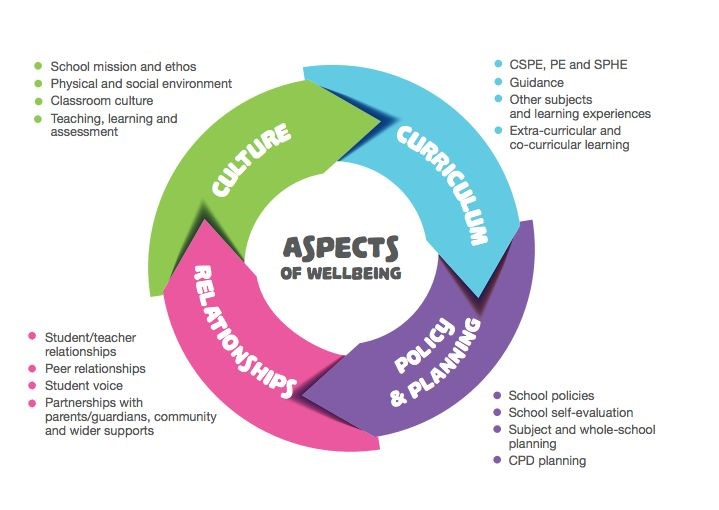 School mission and ethos
Physical and social environment
Classroom culture
Teaching, learning and
assessment
CSPE, PE and SPHE
Guidance
Other subjects
and learning experiences
Extra-curricular and
co-curricular learning
CULTURE
CURRICULUM
ASPECTS
OF WELLBEING
RELATIONSHIPS
POLICY
& PLANNING
Student/teacher
relationships
Peer relationships
Student voice
Partnerships with
parents/guardians, community
and wider supports
School policies
School self-evaluation
Subject and whole-school
planning
CPD planning